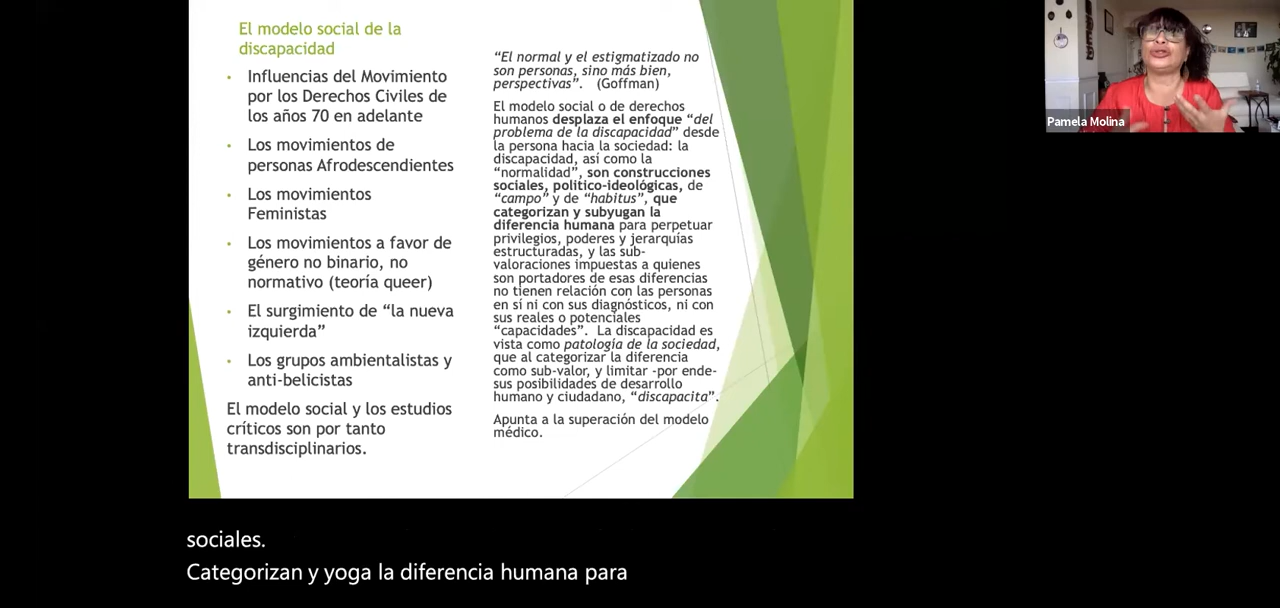 El modelo social de la
discapacidad
Influencias del Movimiento
por los Derechos Civiles de
los años 70 en adelante
Los movimientos de
personas Afrodescendientes
Los movimientos
Feministas
Los movimientos a favor de
género no binario, no
normativo (teoría queer)
El surgimiento de “la nueva
izquierda”
Los grupos ambientalistas y
anti-belicistas
El modelo social y los estudios
críticos son por tanto
transdisciplinarios.
“El normal y el estigmatizado no
son personas, sino más bien,
perspectivas”. (Goffman)
El modelo social o de derechos
humanos desplaza el enfoque “del
problema de la discapacidad” desde
la persona hacia la sociedad: la
discapacidad, así como la
“normalidad”, son construcciones
sociales, politico-ideológicas, de
“campo” y de “habitus”, que
categorizan y subyugan la
diferencia humana para perpetuar
privilegios, poderes y jerarquías
estructuradas, y las sub-
valoraciones impuestas a quienes
son portadores de esas diferencias
no tienen relación con las personas
en sí ni con sus diagnósticos, ni con
sus reales o potenciales
“capacidades”. La discapacidad es
vista como patología de la sociedad,
que al categorizar la diferencia
como sub-valor, y limitar -por ende-
sus posibilidades de desarrollo
humano y ciudadano, “discapacita”.
Apunta a la superación del modelo
médico.
Pamela Molina
sociales.
Categorizan y yoga la diferencia humana para